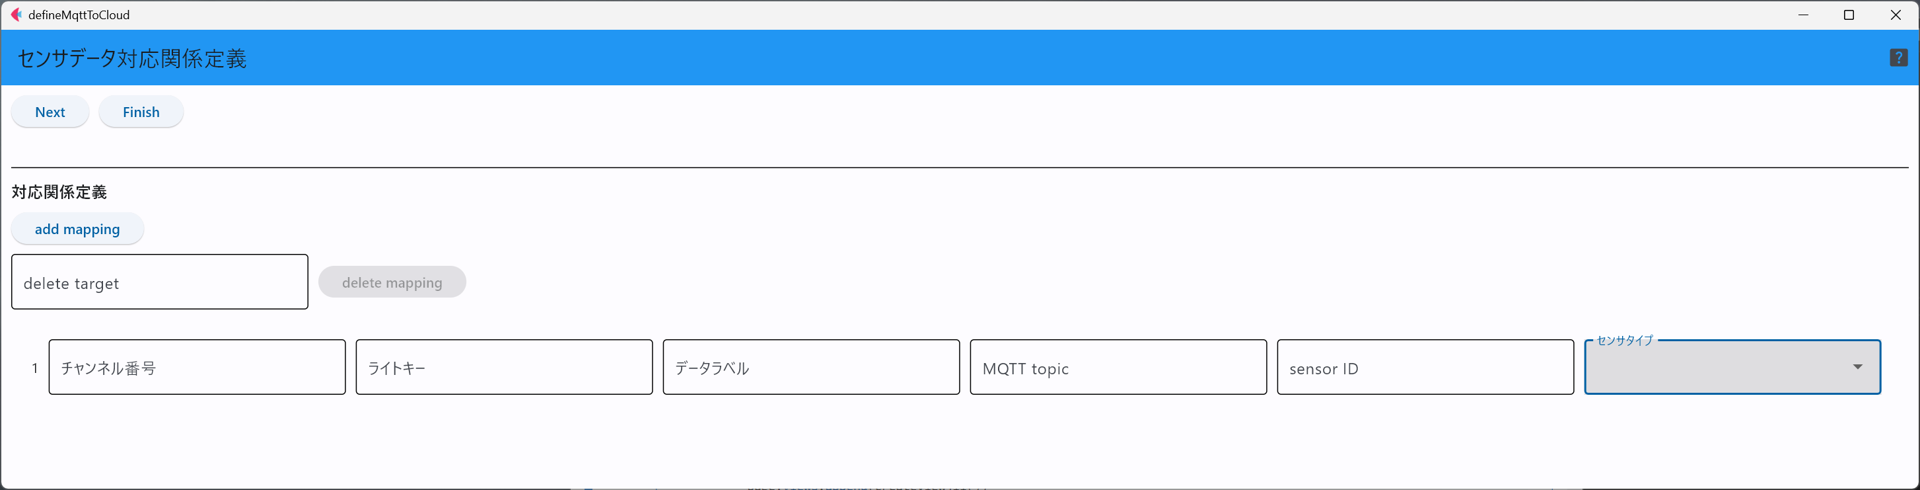 defineMqttToCloud
センサデータ対応関係定義
?
Next Finish
対応関係定義
add mapping
delete target delete mapping
センサタイプ
1 チャンネル番号 ライトキー データラベル MQTT topic sensor ID